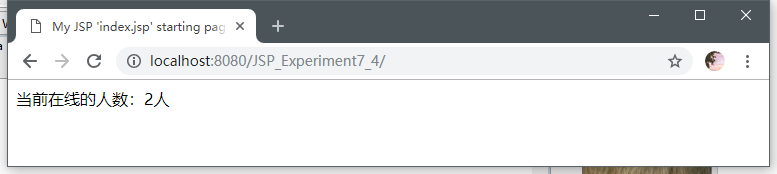 My JSP 'index.jsp' starting pag
localhost:8080/JSP_Experiment7_4/
当前在线的人数：2人